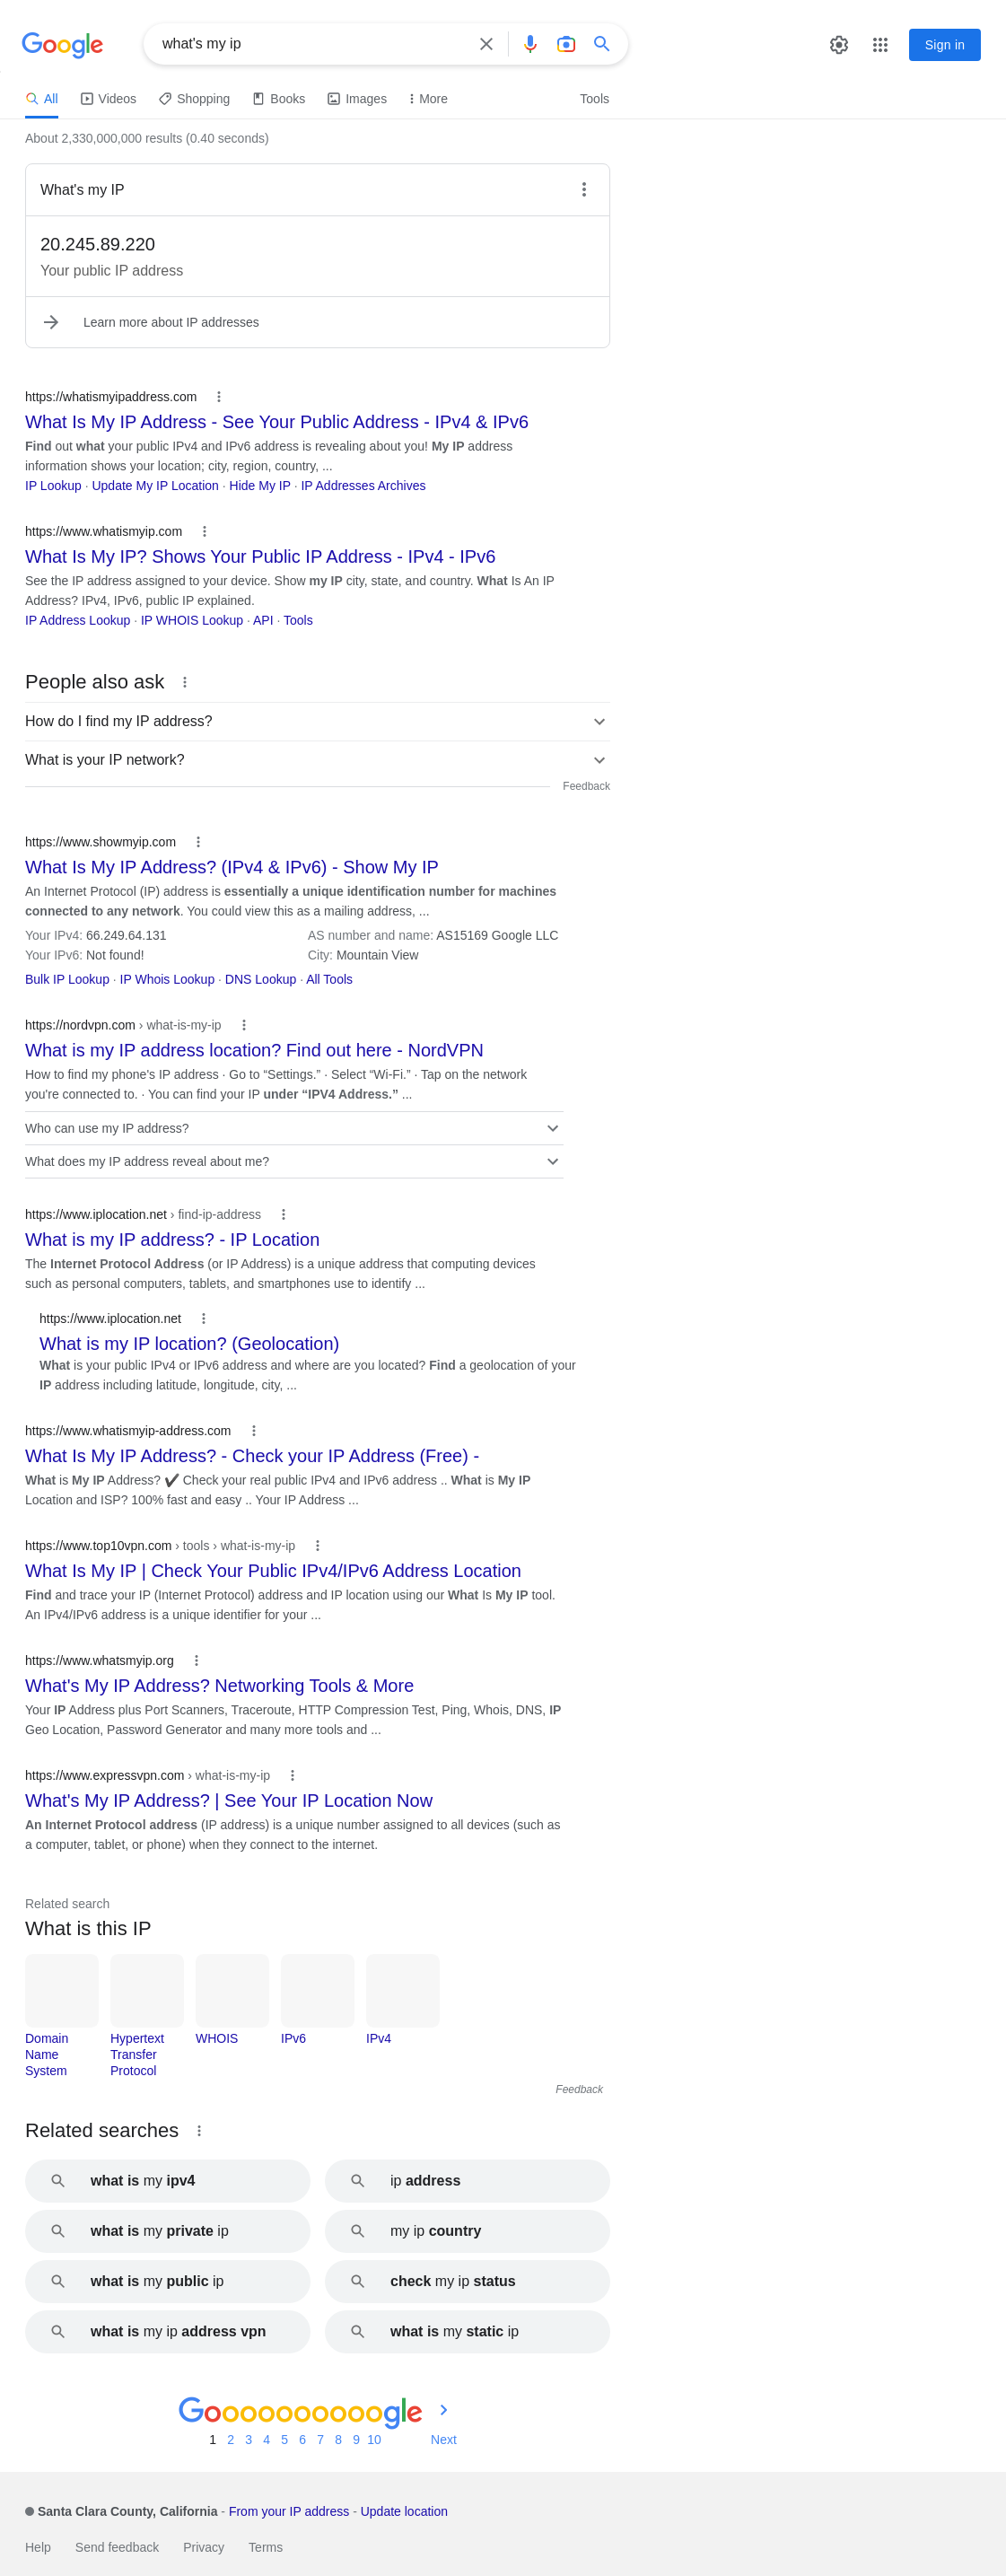 Google
what's my ip
Sign in
All Videos Shopping Books Images More Tools
About 2,330,000,000 results (0.40 seconds)
What's my IP
20.245.89.220
Your public IP address
Learn more about IP addresses
https://whatismyipaddress.com
What Is My IP Address - See Your Public Address - IPv4 & IPv6
Find out what your public IPv4 and IPv6 address is revealing about you! My IP address
information shows your location; city, region, country, ...
IP Lookup · Update My IP Location · Hide My IP · IP Addresses Archives
https://www.whatismyip.com
What Is My IP? Shows Your Public IP Address - IPv4 - IPv6
See the IP address assigned to your device. Show my IP city, state, and country. What Is An IP
Address? IPv4, IPv6, public IP explained.
IP Address Lookup · IP WHOIS Lookup · API · Tools
People also ask
How do I find my IP address?
What is your IP network?
Feedback
https://www.showmyip.com
What Is My IP Address? (IPv4 & IPv6) - Show My IP
An Internet Protocol (IP) address is essentially a unique identification number for machines
connected to any network. You could view this as a mailing address, ...
Your IPv4: 66.249.64.131 AS number and name: AS15169 Google LLC
Your IPv6: Not found! City: Mountain View
Bulk IP Lookup · IP Whois Lookup · DNS Lookup · All Tools
https://nordvpn.com › what-is-my-ip
What is my IP address location? Find out here - NordVPN
How to find my phone's IP address · Go to “Settings.” · Select “Wi-Fi.” · Tap on the network
you're connected to. · You can find your IP under “IPV4 Address.” ...
Who can use my IP address?
What does my IP address reveal about me?
https://www.iplocation.net › find-ip-address
What is my IP address? - IP Location
The Internet Protocol Address (or IP Address) is a unique address that computing devices
such as personal computers, tablets, and smartphones use to identify ...
https://www.iplocation.net
What is my IP location? (Geolocation)
What is your public IPv4 or IPv6 address and where are you located? Find a geolocation of your
IP address including latitude, longitude, city, ...
https://www.whatismyip-address.com
What Is My IP Address? - Check your IP Address (Free) -
What is My IP Address? ✔ Check your real public IPv4 and IPv6 address .. What is My IP
Location and ISP? 100% fast and easy .. Your IP Address ...
https://www.top10vpn.com › tools › what-is-my-ip
What Is My IP | Check Your Public IPv4/IPv6 Address Location
Find and trace your IP (Internet Protocol) address and IP location using our What Is My IP tool.
An IPv4/IPv6 address is a unique identifier for your ...
https://www.whatsmyip.org
What's My IP Address? Networking Tools & More
Your IP Address plus Port Scanners, Traceroute, HTTP Compression Test, Ping, Whois, DNS, IP
Geo Location, Password Generator and many more tools and ...
https://www.expressvpn.com › what-is-my-ip
What's My IP Address? | See Your IP Location Now
An Internet Protocol address (IP address) is a unique number assigned to all devices (such as
a computer, tablet, or phone) when they connect to the internet.
Related search
What is this IP
Domain
Name
System
Hypertext
Transfer
Protocol
WHOIS
IPv6
IPv4
Feedback
Related searches
what is my ipv4
ip address
what is my private ip
my ip country
what is my public ip
check my ip status
what is my ip address vpn
what is my static ip
Goooooooooogle
1 2 3 4 5 6 7 8 9 10 Next
Santa Clara County, California - From your IP address - Update location
Help Send feedback Privacy Terms